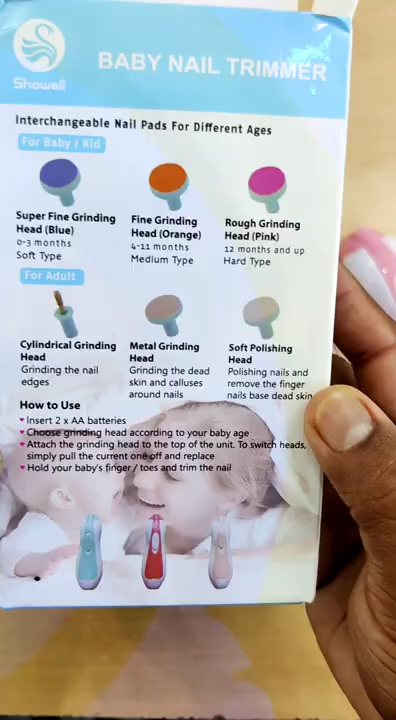 Showell
BABY NAIL TRIMMER
Interchangeable Nail Pads For Different Ages
For Baby / Kid
Super Fine Grinding
Head (Blue)
0-3 months
Soft Type
Fine Grinding
Head (Orange)
4-11 months
Medium Type
Rough Grinding
Head (Pink)
12 months and up
Hard Type
For Adult
Cylindrical Grinding
Head
Grinding the nail
edges
Metal Grinding
Head
Grinding the dead
skin and calluses
around nails
Soft Polishing
Head
Polishing nails and
remove the finger
nails base dead skin
How to Use
♥ Insert 2 x AA batteries
♥ Choose grinding head according to your baby age
♥ Attach the grinding head to the top of the unit. To switch heads,
simply pull the current one off and replace
♥ Hold your baby's finger / toes and trim the nail